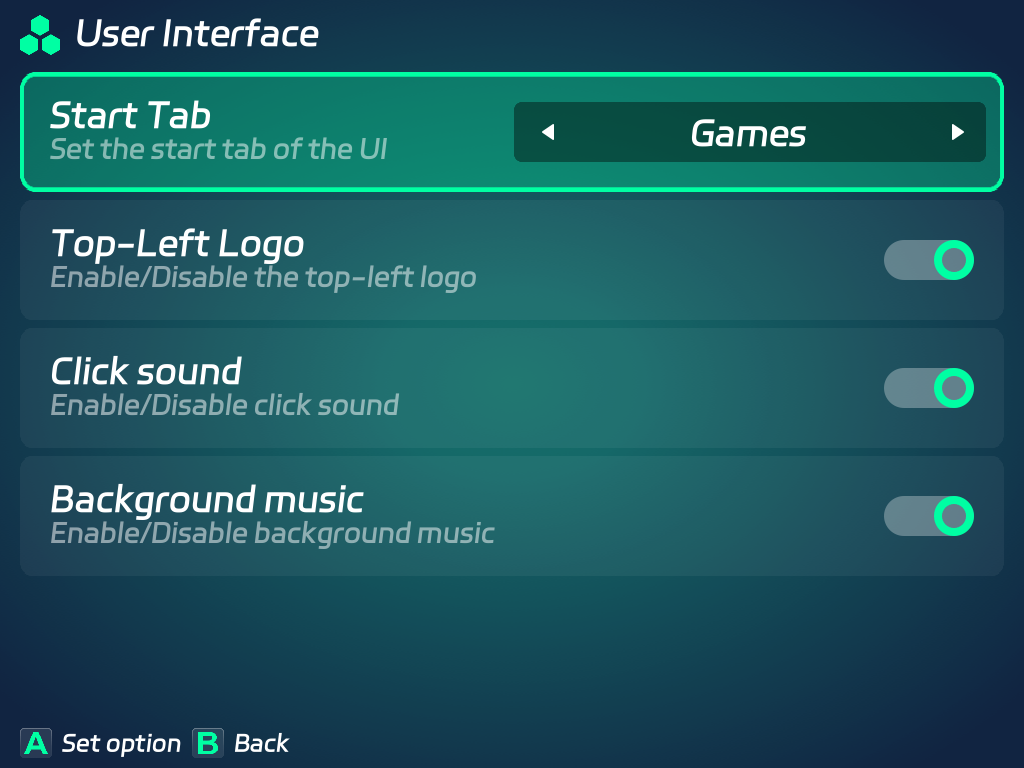 User Interface
Start Tab
Set the start tab of the UI
Games
Top-Left Logo
Enable/Disable the top-left logo
Click sound
Enable/Disable click sound
Background music
Enable/Disable background music
A Set option B Back